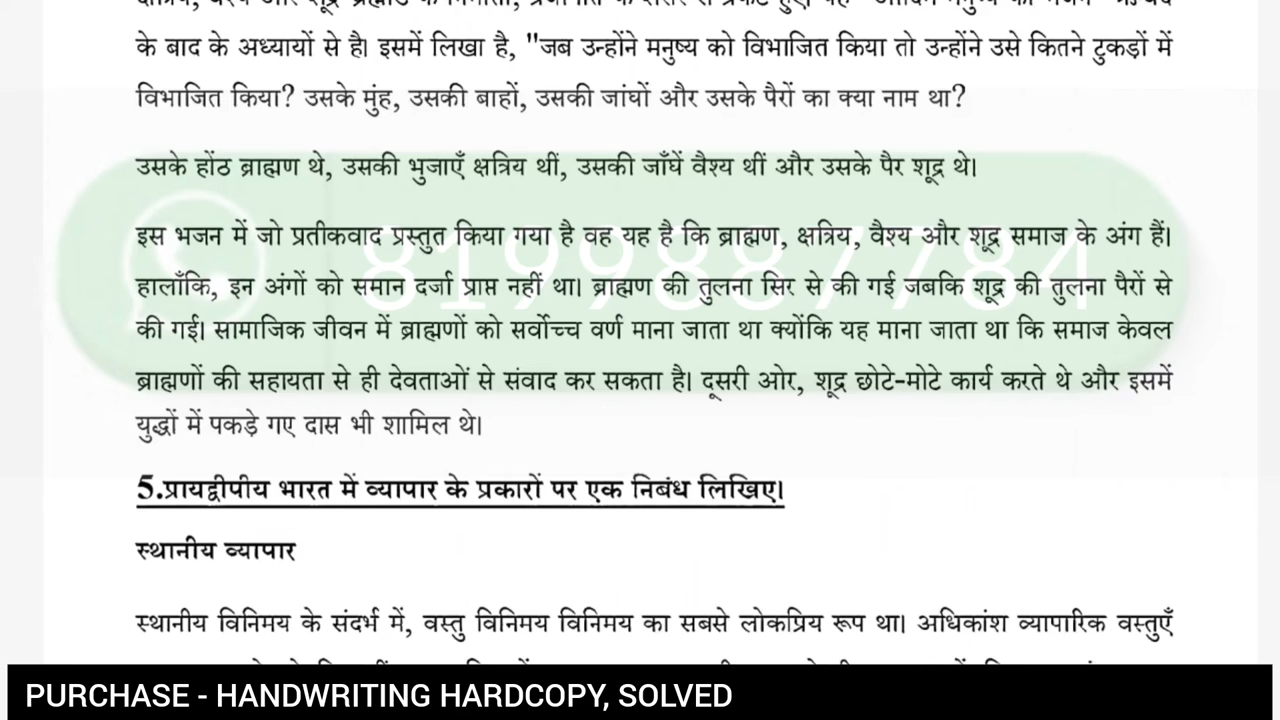 के बाद के अध्यायों से है। इसमें लिखा है, "जब उन्होंने मनुष्य को विभाजित किया तो उन्होंने उसे कितने टुकड़ों में
विभाजित किया? उसके मुंह, उसकी बाहों, उसकी जांघों और उसके पैरों का क्या नाम था?
उसके होंठ ब्राह्मण थे, उसकी भुजाएँ क्षत्रिय थीं, उसकी जाँघें वैश्य थीं और उसके पैर शूद्र थे।
इस भजन में जो प्रतीकवाद प्रस्तुत किया गया है वह यह है कि ब्राह्मण, क्षत्रिय, वैश्य और शूद्र समाज के अंग हैं।
8199887784
हालाँकि, इन अंगों को समान दर्जा प्राप्त नहीं था। ब्राह्मण की तुलना सिर से की गई जबकि शूद्र की तुलना पैरों से
की गई। सामाजिक जीवन में ब्राह्मणों को सर्वोच्च वर्ण माना जाता था क्योंकि यह माना जाता था कि समाज केवल
ब्राह्मणों की सहायता से ही देवताओं से संवाद कर सकता है। दूसरी ओर, शूद्र छोटे-मोटे कार्य करते थे और इसमें
युद्धों में पकड़े गए दास भी शामिल थे।
5.प्रायद्वीपीय भारत में व्यापार के प्रकारों पर एक निबंध लिखिए।
स्थानीय व्यापार
स्थानीय विनिमय के संदर्भ में, वस्तु विनिमय विनिमय का सबसे लोकप्रिय रूप था। अधिकांश व्यापारिक वस्तुएँ
PURCHASE - HANDWRITING HARDCOPY, SOLVED